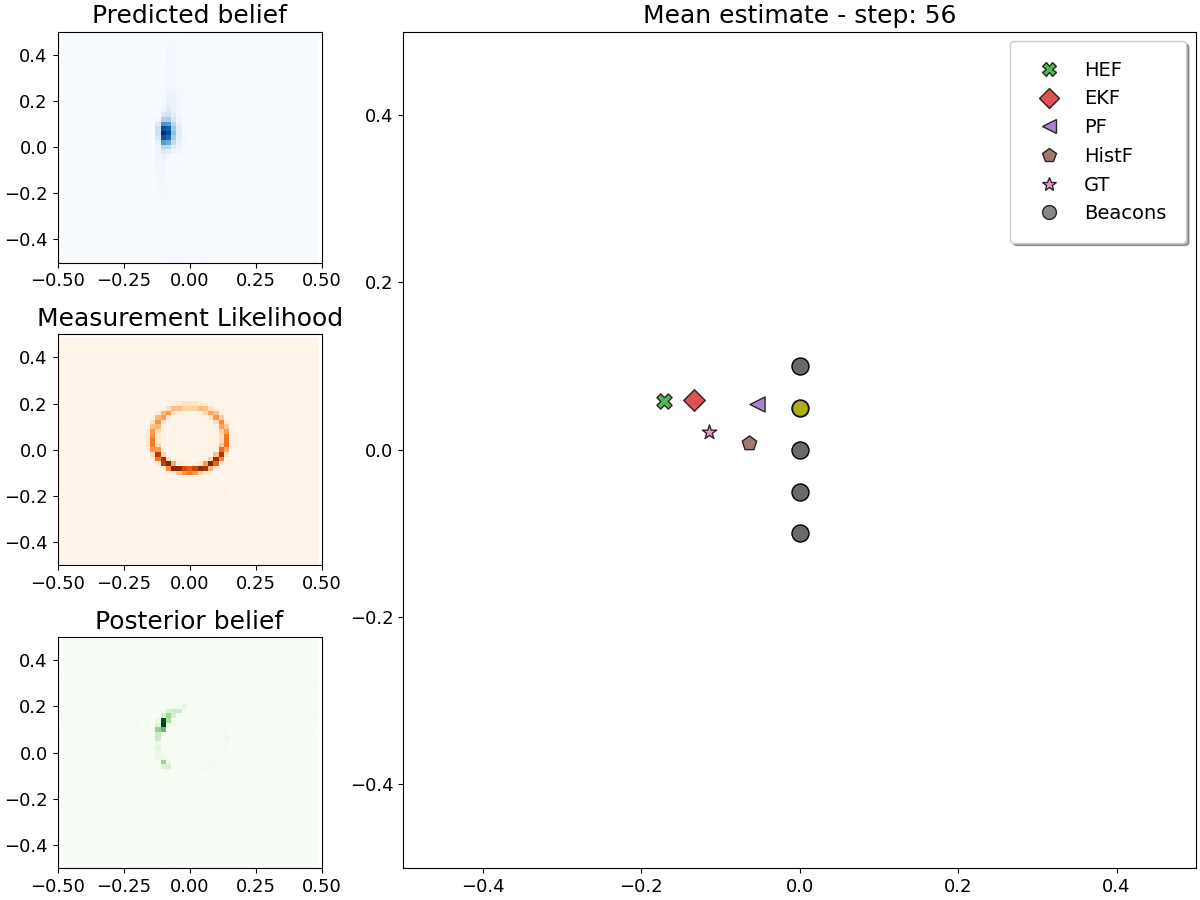 Predicted belief
0.4
0.2
0.0
−0.2
−0.4
−0.50 −0.25 0.00 0.25 0.50
Measurement Likelihood
0.4
0.2
0.0
−0.2
−0.4
−0.50 −0.25 0.00 0.25 0.50
Posterior belief
0.4
0.2
0.0
−0.2
−0.4
−0.50 −0.25 0.00 0.25 0.50
Mean estimate - step: 56
HEF
EKF
PF
HistF
GT
Beacons
0.4
0.2
0.0
−0.2
−0.4
−0.4 −0.2 0.0 0.2 0.4